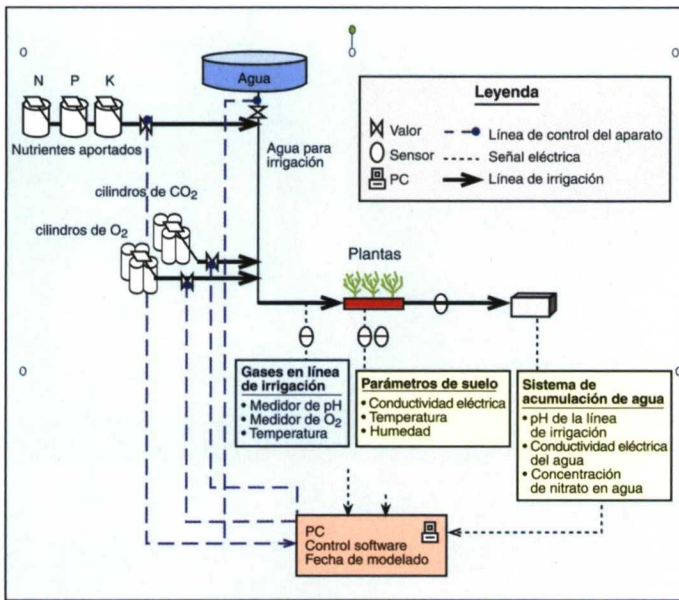 N P K
Nutrientes aportados
Agua
Agua para
irrigación
cilindros de CO₂
cilindros de O₂
Leyenda
Valor
Sensor
PC
Línea de control del aparato
Señal eléctrica
Línea de irrigación
Plantas
Gases en línea
de irrigación
• Medidor de pH
• Medidor de O₂
• Temperatura
Parámetros de suelo
• Conductividad eléctrica
• Temperatura
• Humedad
Sistema de
acumulación de agua
• pH de la línea
de irrigación
• Conductividad eléctrica
del agua
• Concentración
de nitrato en agua
PC
Control software
Fecha de modelado